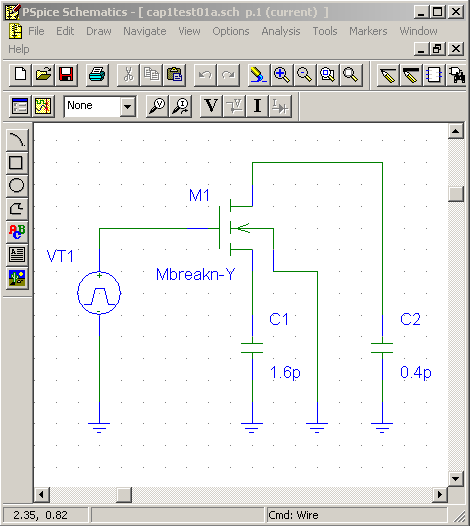 PSpice Schematics - [ cap1test01a.sch p.1 (current) ]
File Edit Draw Navigate View Options Analysis Tools Markers Window
Help
None V I V V I I
M1
VT1
Mbreakn-Y
C1 C2
1.6p 0.4p
ABC
2.35, 0.82 Cmd: Wire